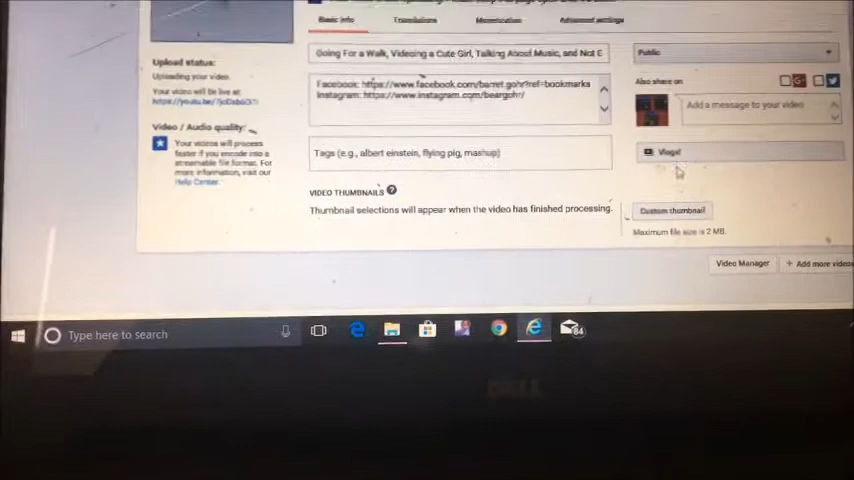 Basic info
Translations
Monetization
Advanced settings
Upload status:
Uploading your video.
Your video will be live at:
Going For a Walk, Videoing a Cute Girl, Talking About Music, and Not E
Public
Facebook: https://www.facebook.com/barret.gohr?ref=bookmarks
Instagram: https://www.instagram.com/beargohr/
Also share on
Add a message to your video
Video / Audio quality:
Your videos will process
faster if you encode into a
streamable file format. For
more information, visit our
Help Center.
Tags (e.g., albert einstein, flying pig, mashup)
Vlogs!
VIDEO THUMBNAILS ?
Thumbnail selections will appear when the video has finished processing.
Custom thumbnail
Maximum file size is 2 MB.
Video Manager
+ Add more videos
Type here to search
84
DELL